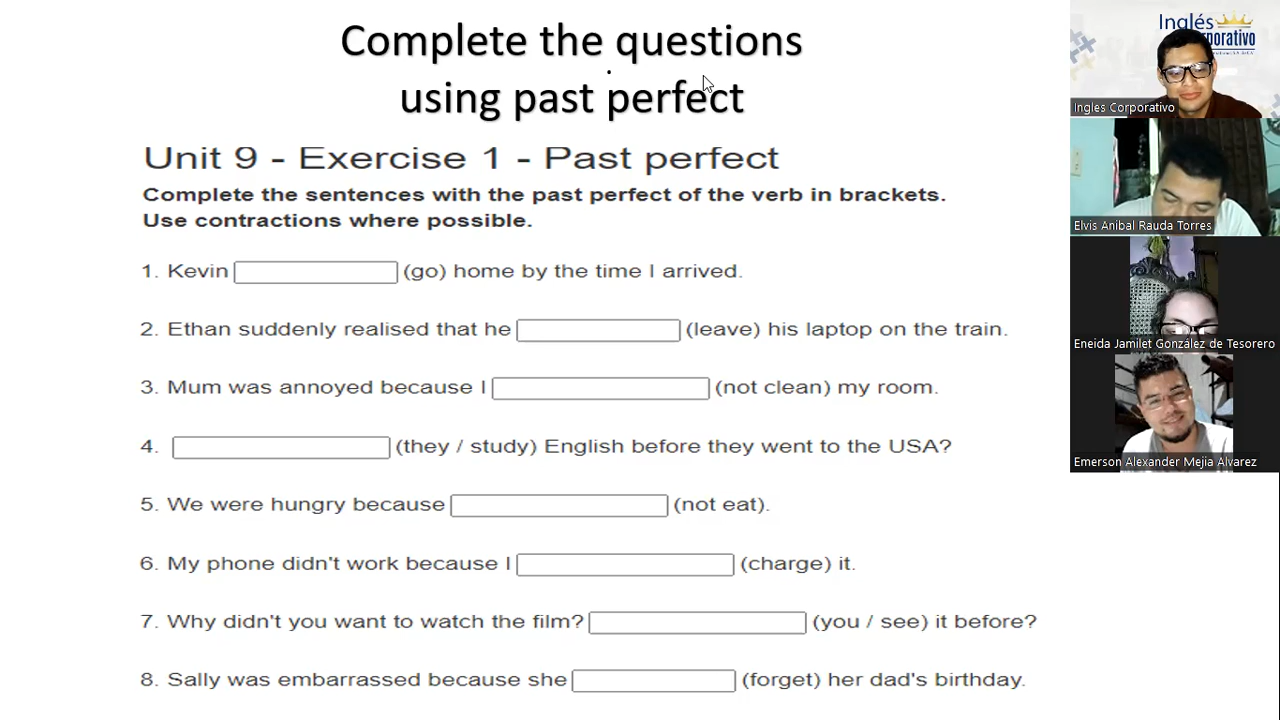 Complete the questions
using past perfect
Unit 9 - Exercise 1 - Past perfect
Complete the sentences with the past perfect of the verb in brackets.
Use contractions where possible.
1. Kevin (go) home by the time I arrived.
2. Ethan suddenly realised that he (leave) his laptop on the train.
3. Mum was annoyed because I (not clean) my room.
4. (they / study) English before they went to the USA?
5. We were hungry because (not eat).
6. My phone didn't work because I (charge) it.
7. Why didn't you want to watch the film? (you / see) it before?
8. Sally was embarrassed because she (forget) her dad's birthday.
Inglés
Ingles Corporativo
Elvis Anibal Rauda Torres
Eneida Jamilet González de Tesorero
Emerson Alexander Mejia Alvarez